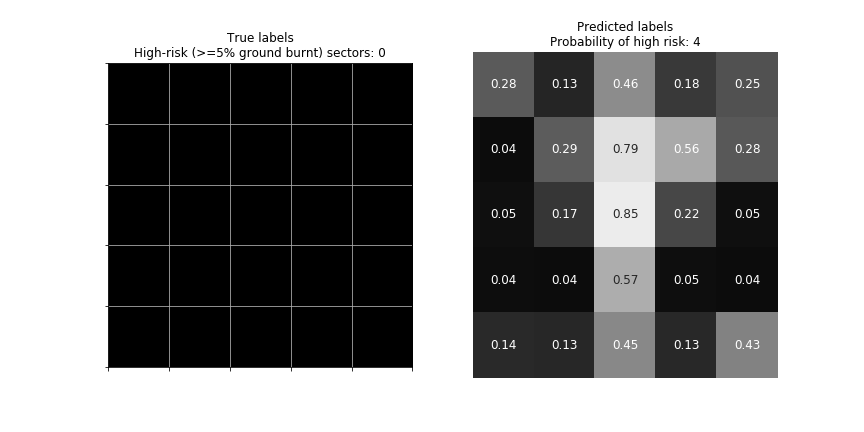 True labels
High-risk (>=5% ground burnt) sectors: 0
Predicted labels
Probability of high risk: 4
0.28 0.13 0.46 0.18 0.25
0.04 0.29 0.79 0.56 0.28
0.05 0.17 0.85 0.22 0.05
0.04 0.04 0.57 0.05 0.04
0.14 0.13 0.45 0.13 0.43